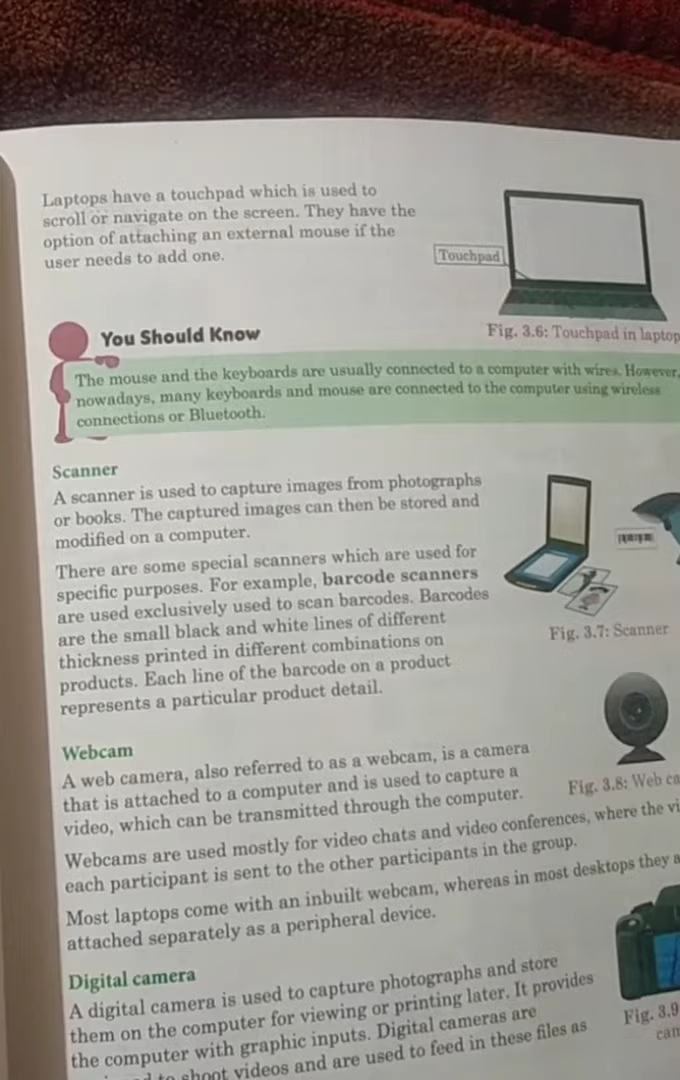 Laptops have a touchpad which is used to
scroll or navigate on the screen. They have the
option of attaching an external mouse if the
user needs to add one.
Touchpad
Fig. 3.6: Touchpad in laptop
You Should Know
The mouse and the keyboards are usually connected to a computer with wires. However,
nowadays, many keyboards and mouse are connected to the computer using wireless
connections or Bluetooth.
Scanner
A scanner is used to capture images from photographs
or books. The captured images can then be stored and
modified on a computer.
There are some special scanners which are used for
specific purposes. For example, barcode scanners
are used exclusively used to scan barcodes. Barcodes
are the small black and white lines of different
thickness printed in different combinations on
products. Each line of the barcode on a product
represents a particular product detail.
Fig. 3.7: Scanner
Webcam
A web camera, also referred to as a webcam, is a camera
that is attached to a computer and is used to capture a
video, which can be transmitted through the computer.
Fig. 3.8: Web ca
Webcams are used mostly for video chats and video conferences, where the vi
each participant is sent to the other participants in the group.
Most laptops come with an inbuilt webcam, whereas in most desktops they a
attached separately as a peripheral device.
Digital camera
A digital camera is used to capture photographs and store
them on the computer for viewing or printing later. It provides
the computer with graphic inputs. Digital cameras are
to shoot videos and are used to feed in these files as
Fig. 3.9
cam